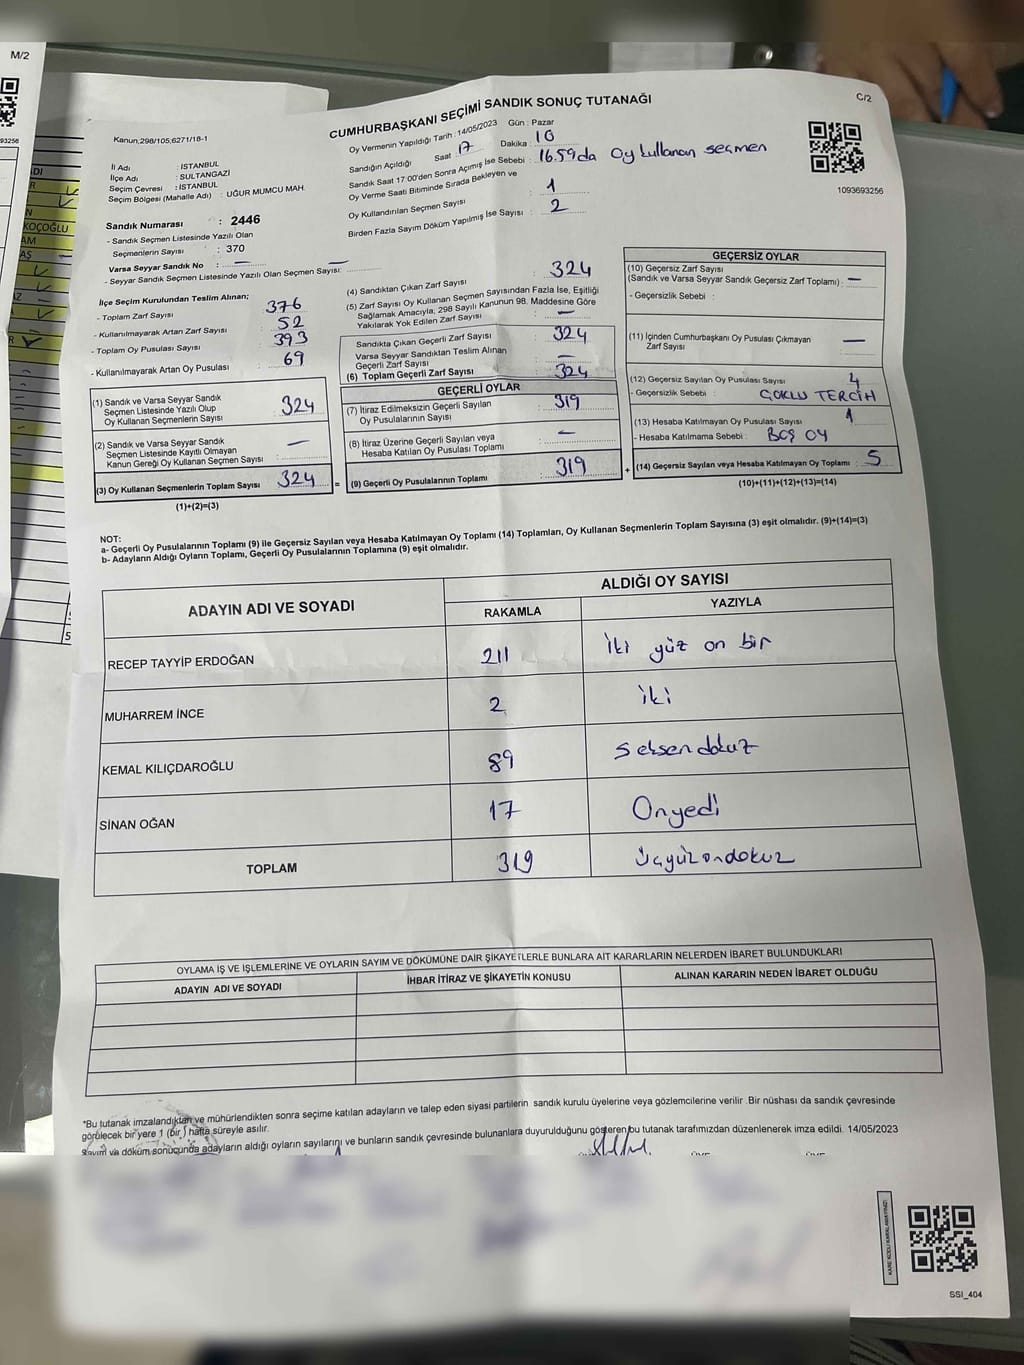 M/2
93256
C/2
CUMHURBAŞKANI SEÇİMİ SANDIK SONUÇ TUTANAĞI
Kanun,298/105,6271/18-1
Oy Vermenin Yapıldığı Tarih : 14/05/2023 Gün : Pazar
Sandığın Açıldığı Saat 17 Dakika 10
Sandık Saat 17:00'den Sonra Açımış İse Sebebi : 16.59 da Oy kullanan seçmen
Oy Verme Saati Bitiminde Sırada Bekleyen ve
Oy Kullandırılan Seçmen Sayısı : 1
Birden Fazla Sayım Döküm Yapılmış İse Sayısı : 2
1093693256
İl Adı : İSTANBUL
İlçe Adı : SULTANGAZİ
Seçim Çevresi : İSTANBUL
Seçim Bölgesi (Mahalle Adı) : UĞUR MUMCU MAH.
Sandık Numarası : 2446
- Sandık Seçmen Listesinde Yazılı Olan
Seçmenlerin Sayısı : 370
Varsa Seyyar Sandık No : —
- Seyyar Sandık Seçmen Listesinde Yazılı Olan Seçmen Sayısı: —
İlçe Seçim Kurulundan Teslim Alınan;
- Toplam Zarf Sayısı : 376
- Kullanılmayarak Artan Zarf Sayısı : 52
- Toplam Oy Pusulası Sayısı : 393
- Kullanılmayarak Artan Oy Pusulası : 69
(1) Sandık ve Varsa Seyyar Sandık
Seçmen Listesinde Yazılı Olup
Oy Kullanan Seçmenlerin Sayısı : 324
(2) Sandık ve Varsa Seyyar Sandık
Seçmen Listesinde Kayıtlı Olmayan
Kanun Gereği Oy Kullanan Seçmen Sayısı : —
(3) Oy Kullanan Seçmenlerin Toplam Sayısı : 324
(1)+(2)=(3)
(4) Sandıktan Çıkan Zarf Sayısı : 324
(5) Zarf Sayısı Oy Kullanan Seçmen Sayısından Fazla İse, Eşitliği
Sağlamak Amacıyla, 298 Sayılı Kanunun 98. Maddesine Göre
Yakılarak Yok Edilen Zarf Sayısı : —
Sandıkta Çıkan Geçerli Zarf Sayısı : 324
Varsa Seyyar Sandıktan Teslim Alınan
Geçerli Zarf Sayısı : —
(6) Toplam Geçerli Zarf Sayısı : 324
GEÇERLİ OYLAR
(7) İtiraz Edilmeksizin Geçerli Sayılan
Oy Pusulalarının Sayısı : 319
(8) İtiraz Üzerine Geçerli Sayılan veya
Hesaba Katılan Oy Pusulası Toplamı : —
= (9) Geçerli Oy Pusulalarının Toplamı : 319
GEÇERSİZ OYLAR
(10) Geçersiz Zarf Sayısı
(Sandık ve Varsa Seyyar Sandık Geçersiz Zarf Toplamı) : —
- Geçersizlik Sebebi :
(11) İçinden Cumhurbaşkanı Oy Pusulası Çıkmayan
Zarf Sayısı : —
(12) Geçersiz Sayılan Oy Pusulası Sayısı : 4
- Geçersizlik Sebebi : ÇOKLU TERCİH
(13) Hesaba Katılmayan Oy Pusulası Sayısı : 1
- Hesaba Katılmama Sebebi : BOŞ OY
+ (14) Geçersiz Sayılan veya Hesaba Katılmayan Oy Toplamı : 5
(10)+(11)+(12)+(13)=(14)
NOT:
a- Geçerli Oy Pusulalarının Toplamı (9) ile Geçersiz Sayılan veya Hesaba Katılmayan Oy Toplamı (14) Toplamları, Oy Kullanan Seçmenlerin Toplam Sayısına (3) eşit olmalıdır. (9)+(14)=(3)
b- Adayların Aldığı Oyların Toplamı, Geçerli Oy Pusulalarının Toplamına (9) eşit olmalıdır.
ADAYIN ADI VE SOYADI
ALDIĞI OY SAYISI
RAKAMLA YAZIYLA
RECEP TAYYİP ERDOĞAN 211 İki yüz on bir
MUHARREM İNCE 2 iki
KEMAL KILIÇDAROĞLU 89 Seksen dokuz
SİNAN OĞAN 17 Onyedi
TOPLAM 319 Üçyüzondokuz
OYLAMA İŞ VE İŞLEMLERİNE VE OYLARIN SAYIM VE DÖKÜMÜNE DAİR ŞİKAYETLERLE BUNLARA AİT KARARLARIN NELERDEN İBARET BULUNDUKLARI
ADAYIN ADI VE SOYADI İHBAR İTİRAZ VE ŞİKAYETİN KONUSU ALINAN KARARIN NEDEN İBARET OLDUĞU
*Bu tutanak imzalandıktan ve mühürlendikten sonra seçime katılan adayların ve talep eden siyasi partilerin sandık kurulu üyelerine veya gözlemcilerine verilir .Bir nüshası da sandık çevresinde
görülecek bir yere 1 (bir ) hafta süreyle asılır.
Sayım ve döküm sonucunda adayların aldığı oyların sayılarını ve bunların sandık çevresinde bulunanlara duyurulduğunu gösteren bu tutanak tarafımızdan düzenlenerek imza edildi. 14/05/2023
SSI_404